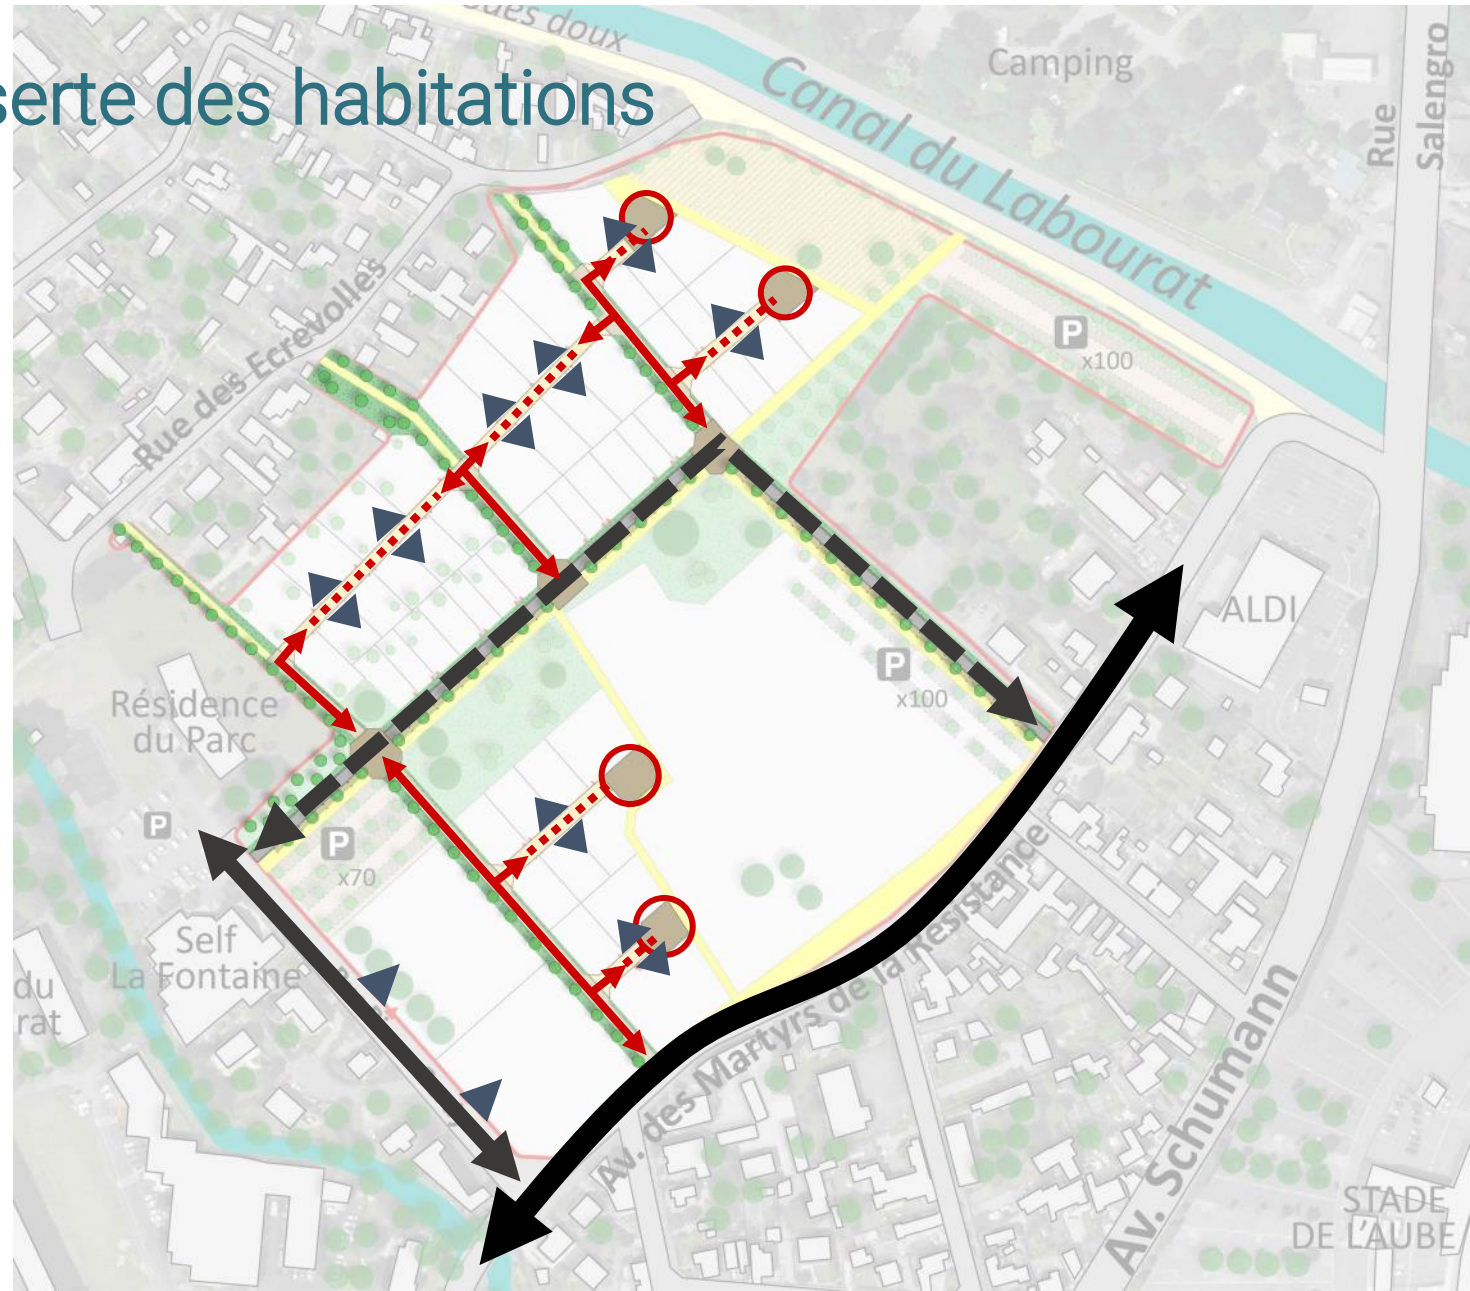 doux
serte des habitations
Camping
Canal du Labourat
Rue
Salengro
Rue des Ecrevolles
P
x100
ALDI
P
x100
Résidence
du Parc
P
P
x70
Self
La Fontaine
du
rat
Av. des Martyrs de la Résistance
Av. Schumann
STADE
DE L'AUBE